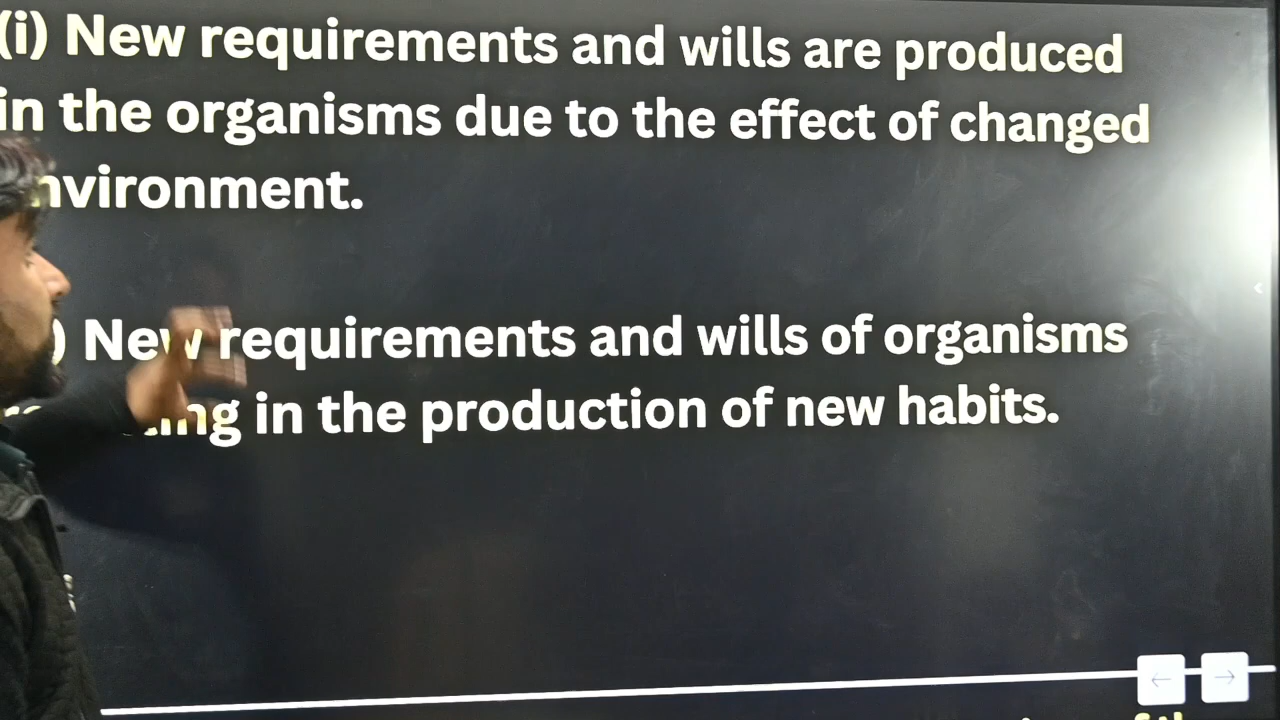 (i) New requirements and wills are produced
in the organisms due to the effect of changed
nvironment.
) New requirements and wills of organisms
in the production of new habits.